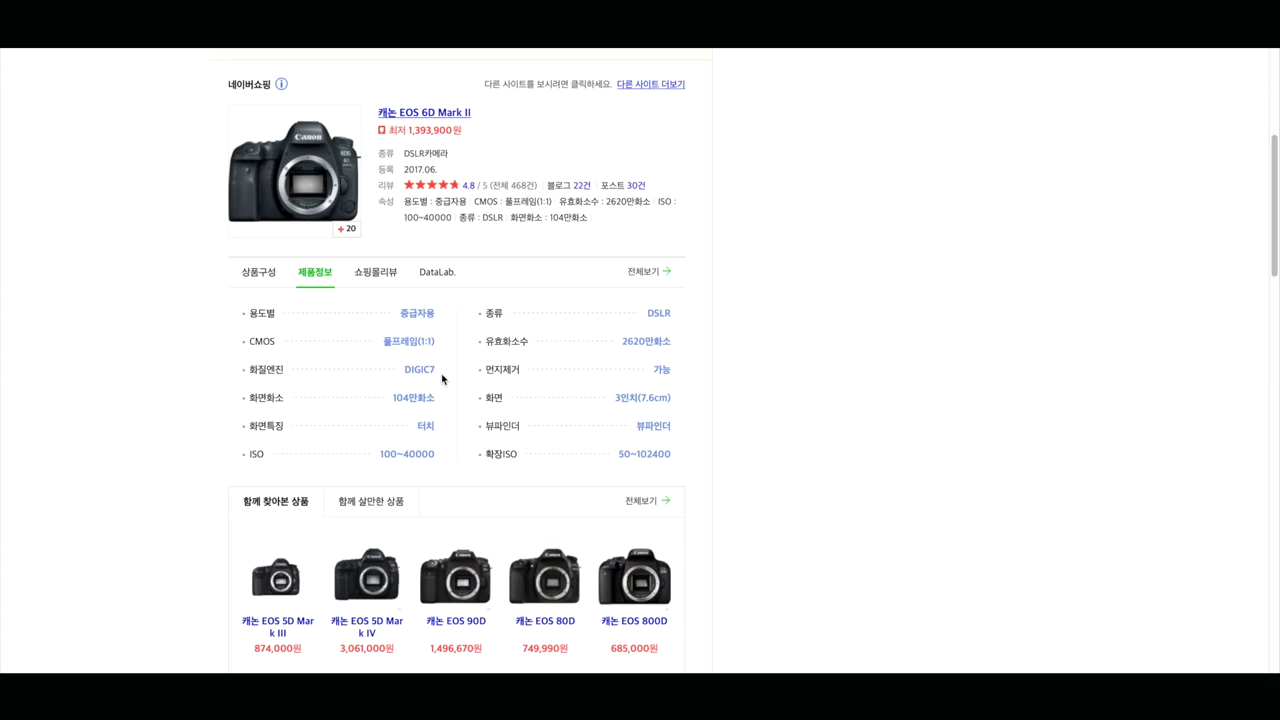 네이버쇼핑
다른 사이트를 보시려면 클릭하세요. 다른 사이트 더보기
Canon
EOS
6D
캐논 EOS 6D Mark II
최저 1,393,900원
종류 DSLR카메라
등록 2017.06.
리뷰 ★★★★★ 4.8 / 5 (전체 468건) 블로그 22건 포스트 30건
속성 용도별 : 중급자용 CMOS : 풀프레임(1:1) 유효화소수 : 2620만화소 ISO :
100~40000 종류 : DSLR 화면화소 : 104만화소
+ 20
상품구성 제품정보 쇼핑몰리뷰 DataLab. 전체보기 →
용도별 중급자용 종류 DSLR
CMOS 풀프레임(1:1) 유효화소수 2620만화소
화질엔진 DIGIC7 먼지제거 가능
화면화소 104만화소 화면 3인치(7.6cm)
화면특징 터치 뷰파인더 뷰파인더
ISO 100~40000 확장ISO 50~102400
함께 찾아본 상품 함께 살만한 상품 전체보기 →
캐논 EOS 5D Mar
k III
874,000원
캐논 EOS 5D Mar
k IV
3,061,000원
캐논 EOS 90D
1,496,670원
캐논 EOS 80D
749,990원
캐논 EOS 800D
685,000원